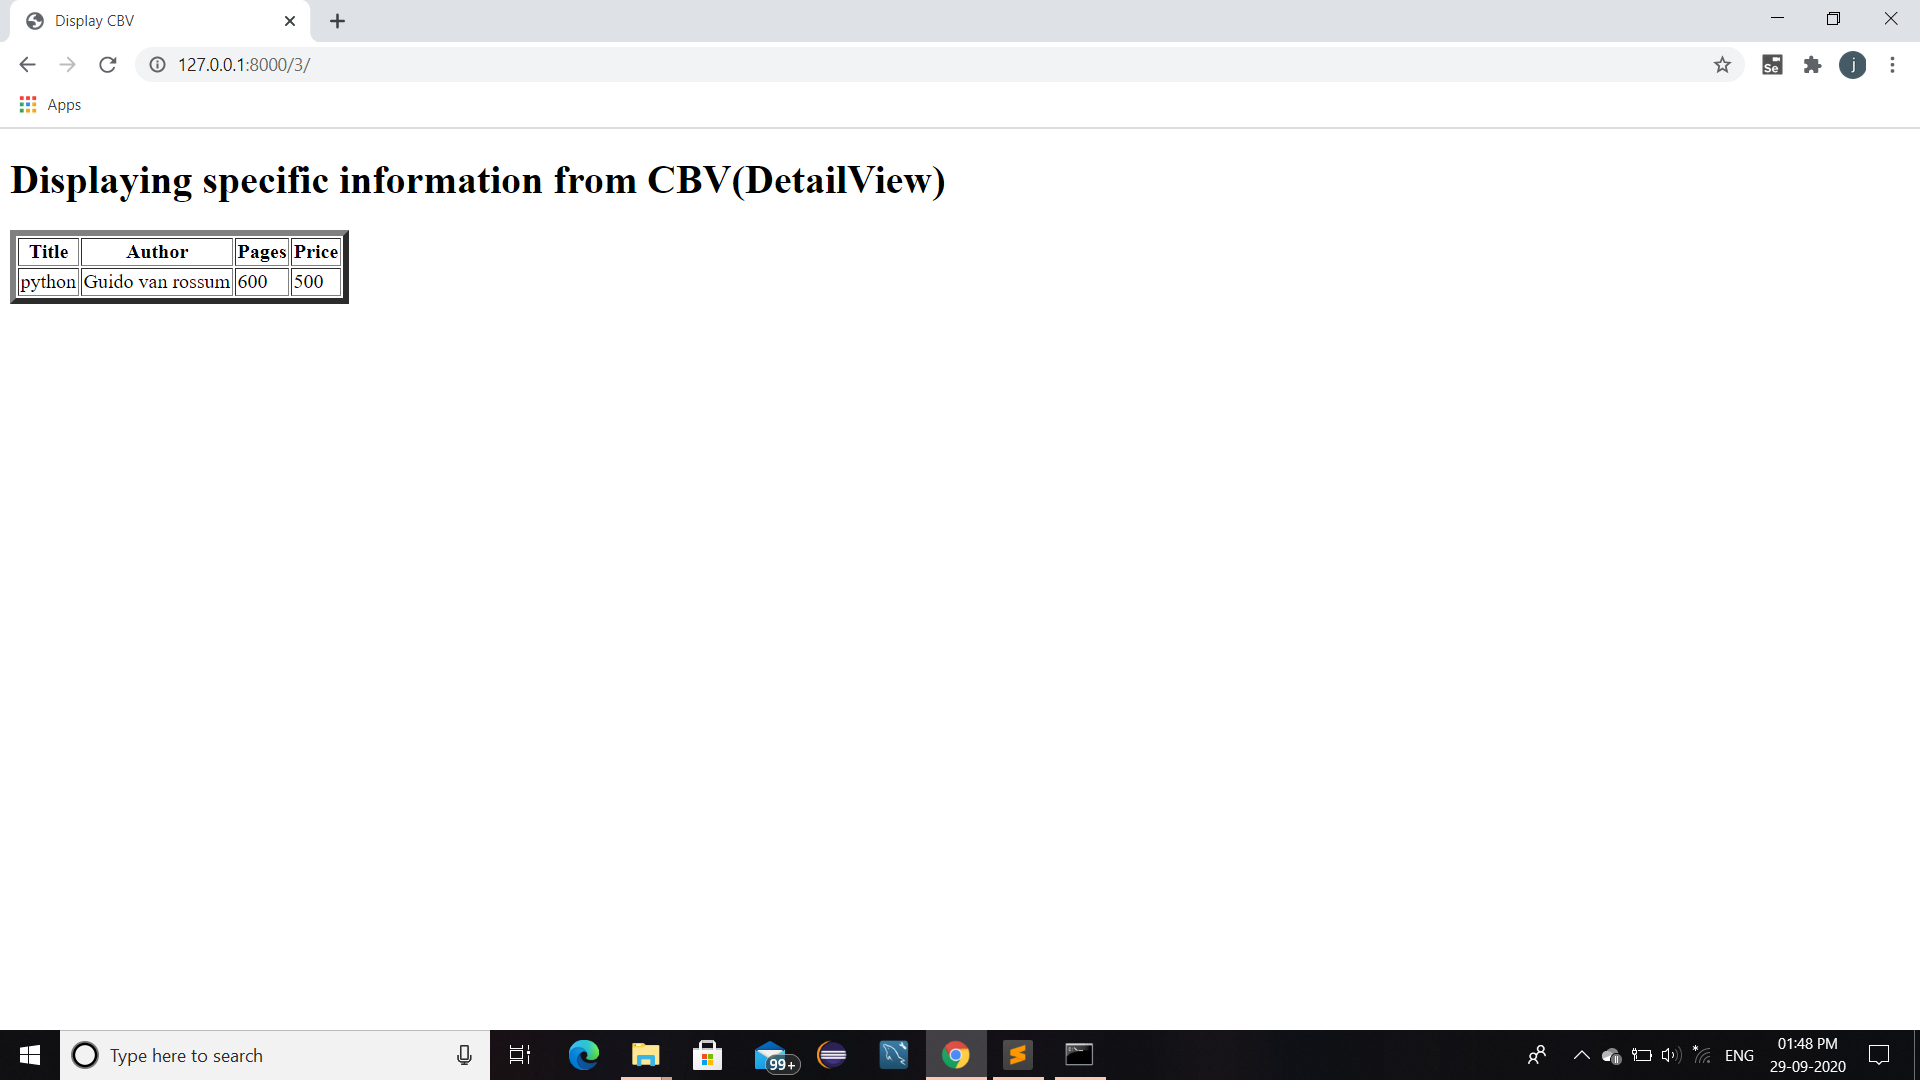 Display CBV
127.0.0.1:8000/3/
Se
j
Apps
Displaying specific information from CBV(DetailView)
Title Author Pages Price
python Guido van rossum 600 500
Type here to search
99+
ENG
01:48 PM
29-09-2020